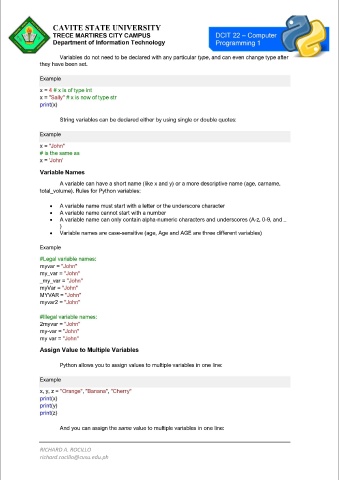 CAVITE STATE UNIVERSITY
TRECE MARTIRES CITY CAMPUS
Department of Information Technology
DCIT 22 – Computer
Programming 1
Variables do not need to be declared with any particular type, and can even change type after
they have been set.
Example
x = 4 # x is of type int
x = "Sally" # x is now of type str
print(x)
String variables can be declared either by using single or double quotes:
Example
x = "John"
# is the same as
x = 'John'
Variable Names
A variable can have a short name (like x and y) or a more descriptive name (age, carname,
total_volume). Rules for Python variables:
• A variable name must start with a letter or the underscore character
• A variable name cannot start with a number
• A variable name can only contain alpha-numeric characters and underscores (A-z, 0-9, and _
)
• Variable names are case-sensitive (age, Age and AGE are three different variables)
Example
#Legal variable names:
myvar = "John"
my_var = "John"
_my_var = "John"
myVar = "John"
MYVAR = "John"
myvar2 = "John"
#Illegal variable names:
2myvar = "John"
my-var = "John"
my var = "John"
Assign Value to Multiple Variables
Python allows you to assign values to multiple variables in one line:
Example
x, y, z = "Orange", "Banana", "Cherry"
print(x)
print(y)
print(z)
And you can assign the same value to multiple variables in one line:
RICHARD A. ROCILLO
richard.rocillo@cvsu.edu.ph